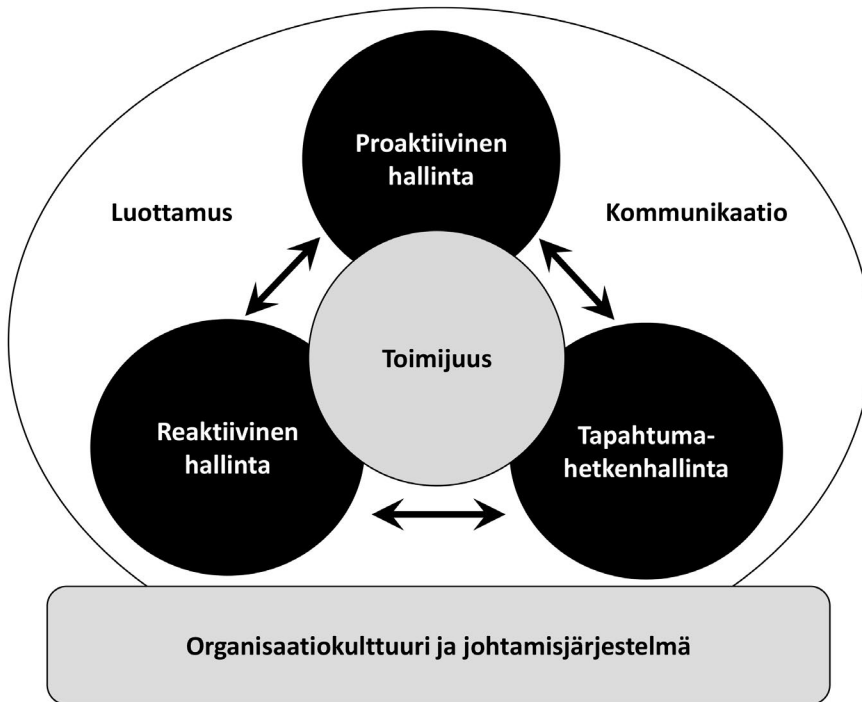 Proaktiivinen
hallinta
Luottamus
Kommunikaatio
Toimijuus
Reaktiivinen
hallinta
Tapahtuma-
hetkenhallinta
Organisaatiokulttuuri ja johtamisjärjestelmä